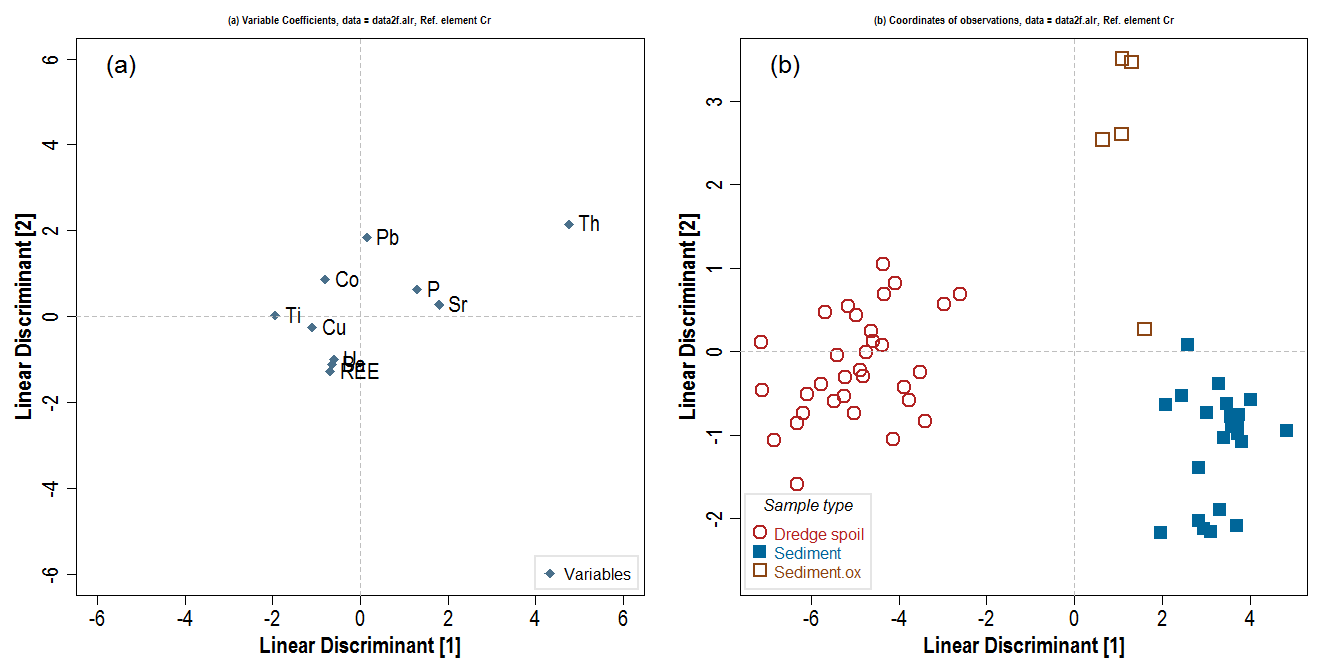 (a) Variable Coefficients, data = data2f.alr, Ref. element Cr
(a)
Linear Discriminant [2]
6
4
2
0
-2
-4
-6
Th
Pb
Co
P
Sr
Ti
Cu
U
Ba
REE
Variables
-6
-4
-2
0
2
4
6
Linear Discriminant [1]
(b) Coordinates of observations, data = data2f.alr, Ref. element Cr
(b)
Linear Discriminant [2]
3
2
1
0
-1
-2
Sample type
Dredge spoil
Sediment
Sediment.ox
-6
-4
-2
0
2
4
Linear Discriminant [1]